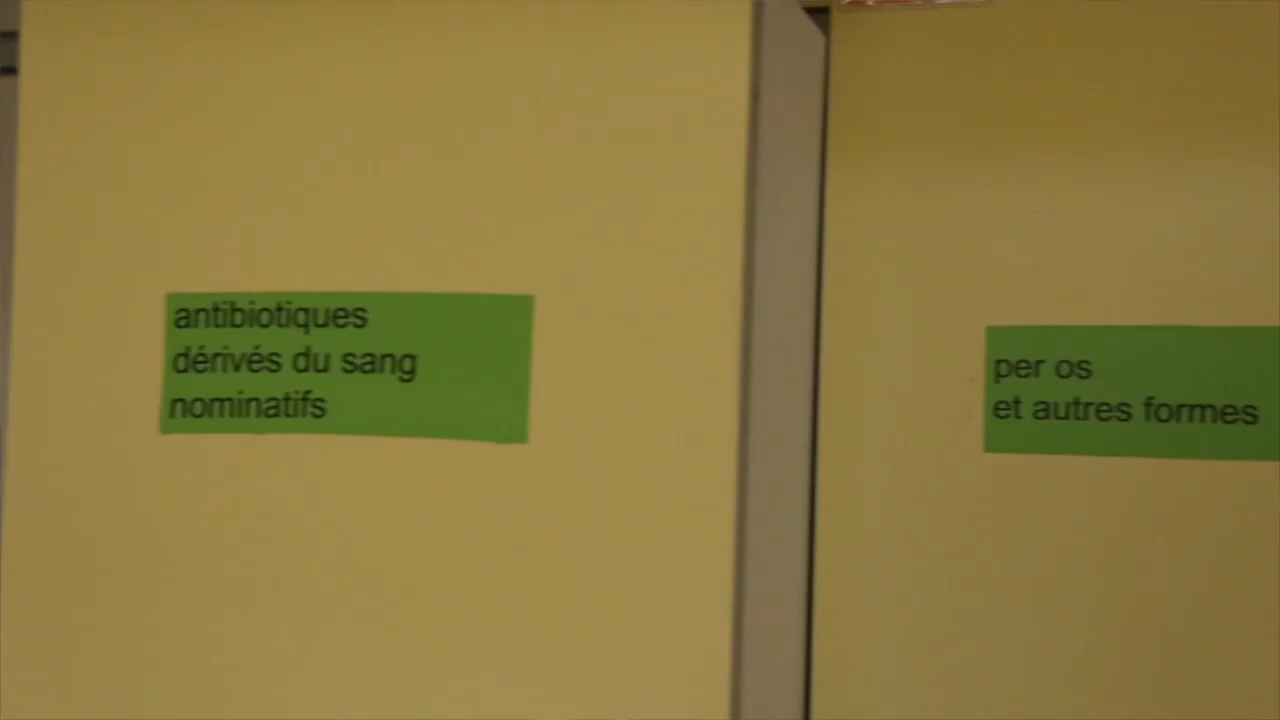 antibiotiques
dérivés du sang
nominatifs
per os
et autres formes